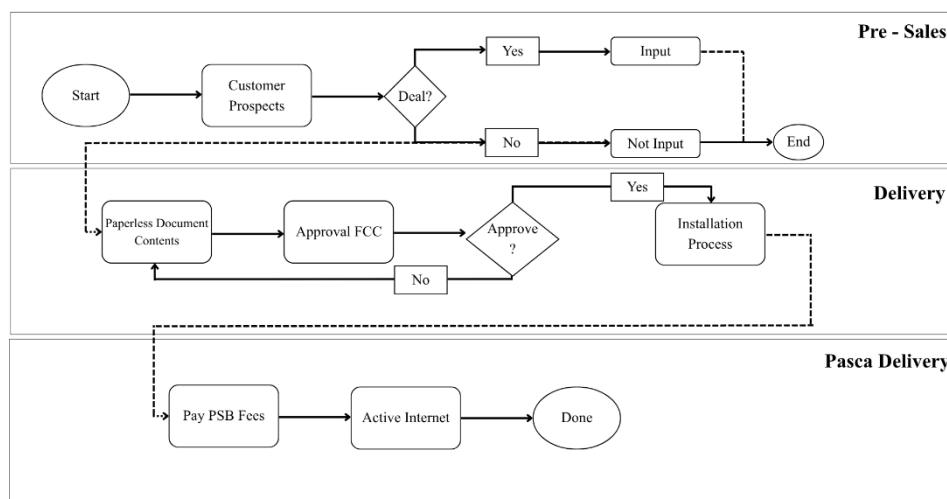 Pre - Sales
Start
Customer
Prospects
Deal?
Yes
Input
No
Not Input
End
Delivery
Paperless Document
Contents
Approval FCC
Approve
?
Yes
No
Installation
Process
Pasca Delivery
Pay PSB Fees
Active Internet
Done